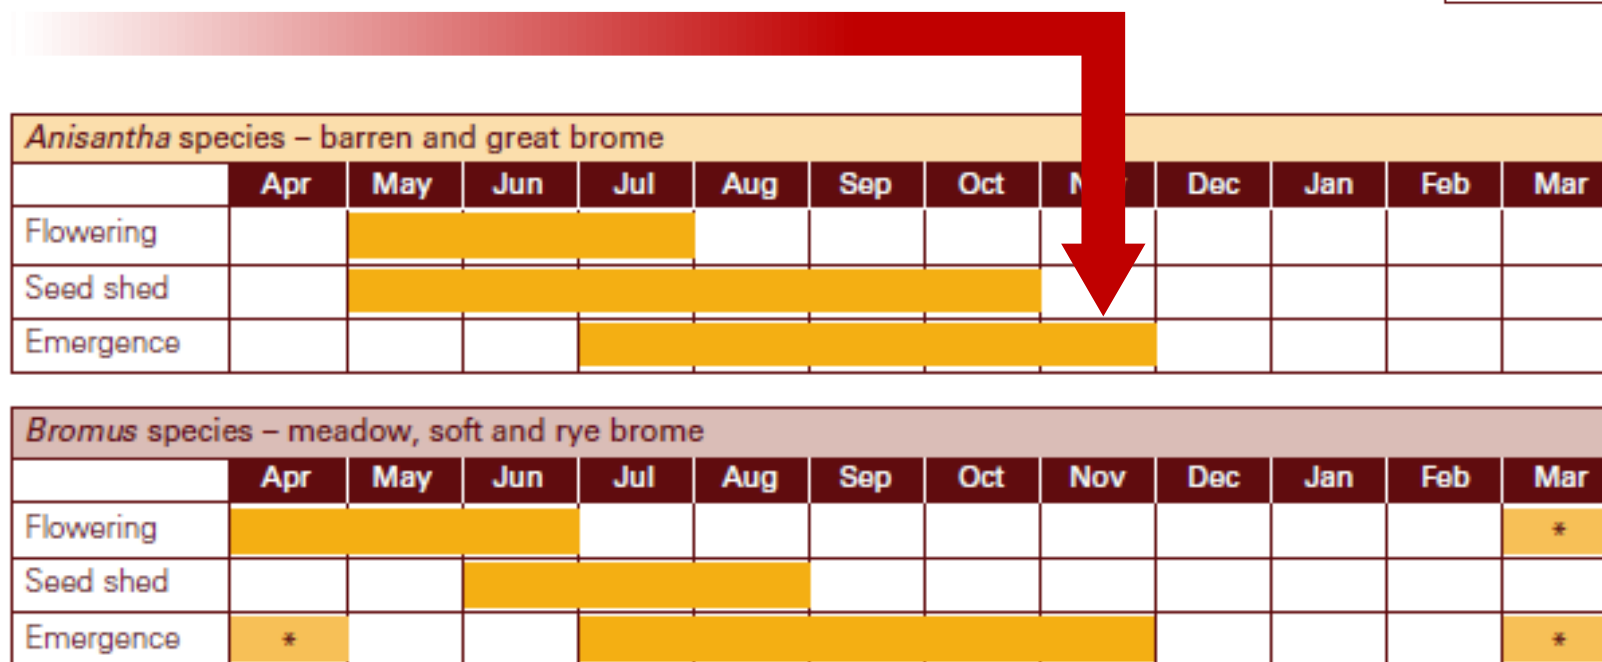 Anisantha species – barren and great brome
Apr May Jun Jul Aug Sep Oct Dec Jan Feb Mar
Flowering
Seed shed
Emergence
Bromus species – meadow, soft and rye brome
Apr May Jun Jul Aug Sep Oct Nov Dec Jan Feb Mar
Flowering *
Seed shed
Emergence * *